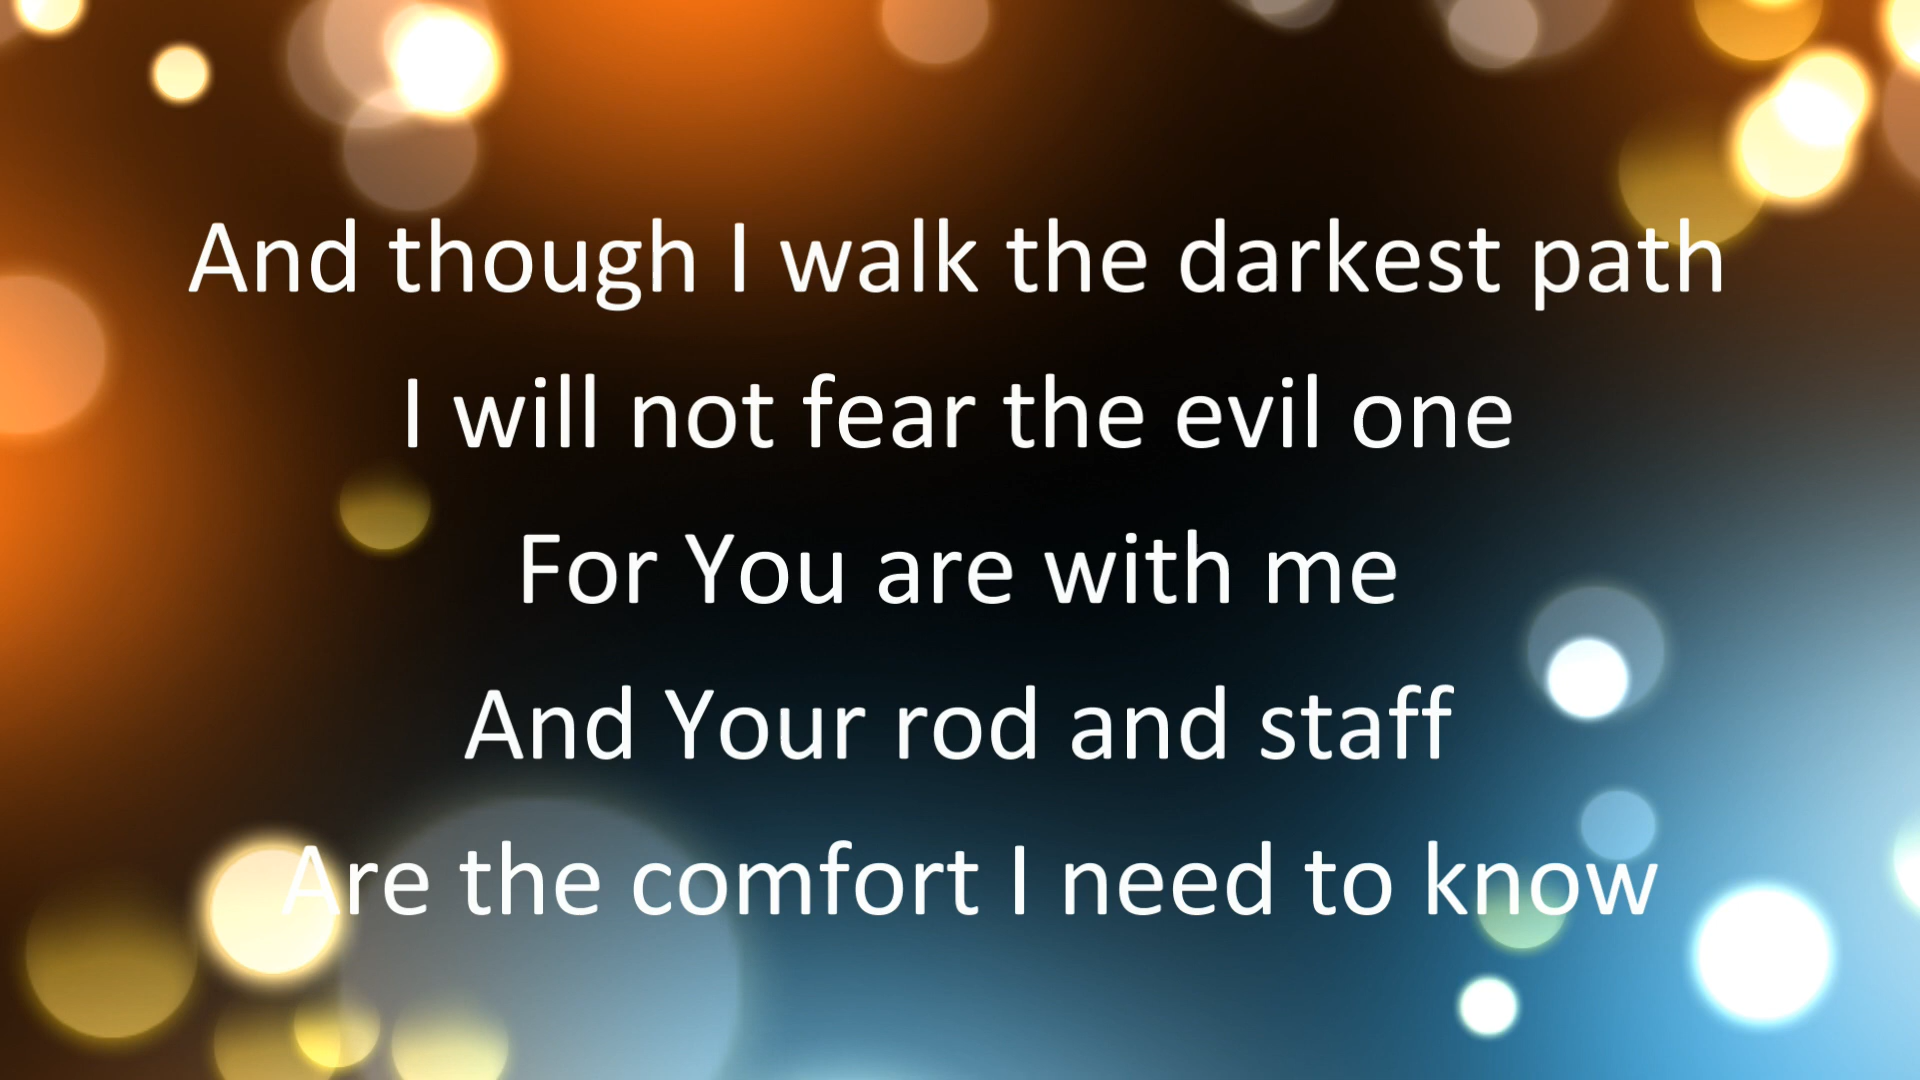 And though I walk the darkest path
I will not fear the evil one
For You are with me
And Your rod and staff
Are the comfort I need to know